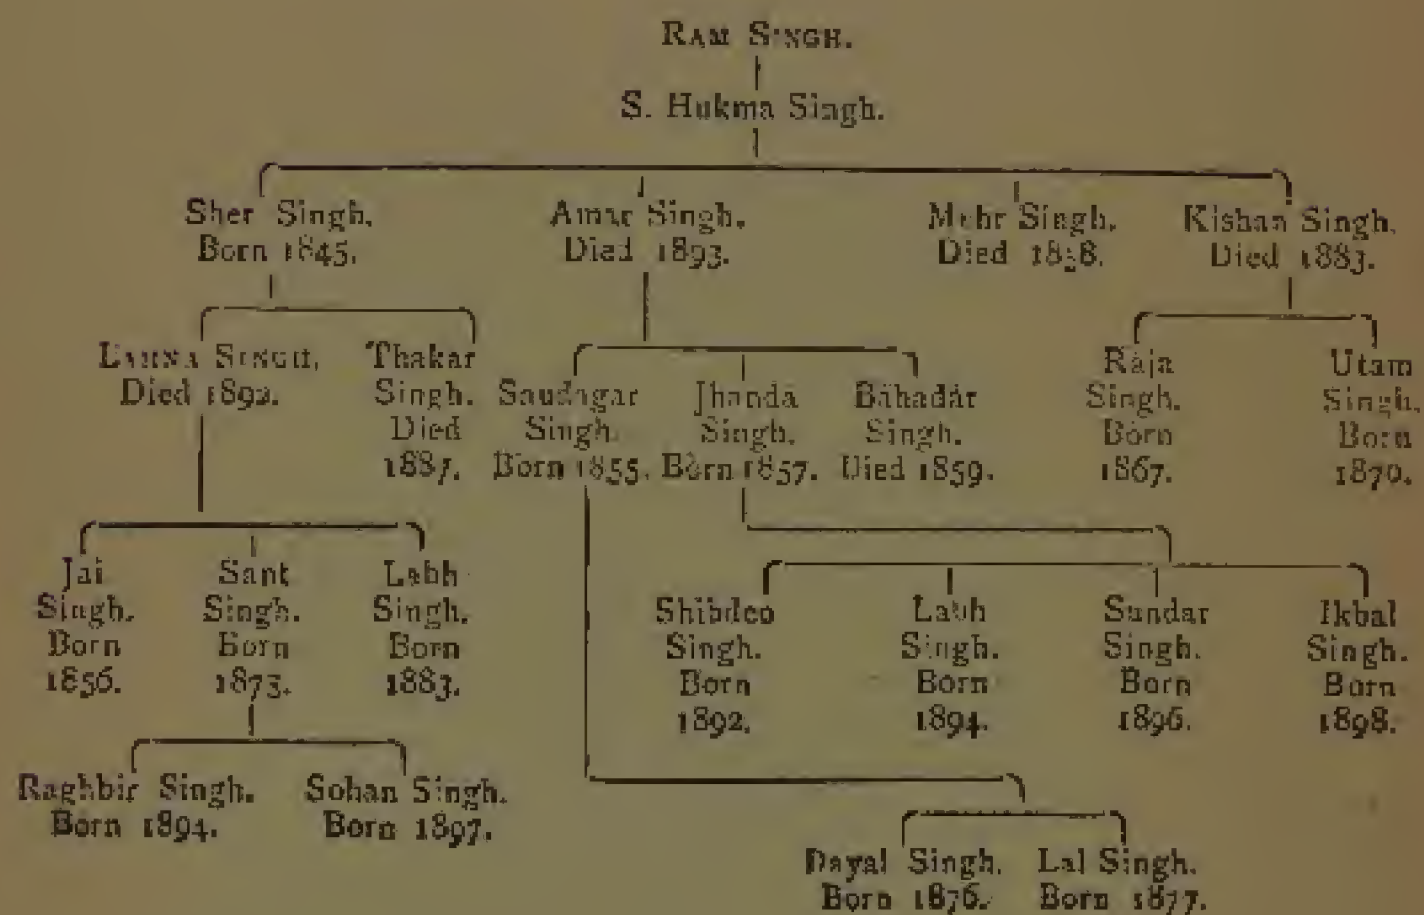 RAM SINGH.
S. Hukma Singh.
Sher Singh. Amar Singh. Mehr Singh. Kishan Singh.
Born 1845. Died 1893. Died Died 1883.
LAHNA SINGH, Thakar Raja Utam
Died 1892. Singh. Saudagar Jhanda Bahadar Singh. Singh.
Died Singh. Singh. Singh. Born Born
1887. Born 1855. Born 1857. Died 1859. 1867. 1870.
Jai Sant Labh
Singh. Singh. Singh. Shibdeo Labh Sundar Ikbal
Born Born Born Singh. Singh. Singh. Singh.
1856. 1873. 1883. Born Born Born Born
1892. 1894. 1896. 1898.
Raghbir Singh. Sohan Singh.
Born 1894. Born 1897.
Dayal Singh. Lal Singh.
Born 1876. Born 1877.